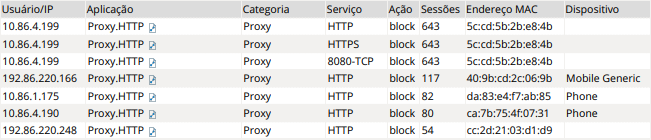 Usuário/IP Aplicação Categoria Serviço Ação Sessões Endereço MAC Dispositivo
10.86.4.199 Proxy.HTTP Proxy HTTP block 643 5c:cd:5b:2b:e8:4b
10.86.4.199 Proxy.HTTP Proxy HTTPS block 643 5c:cd:5b:2b:e8:4b
10.86.4.199 Proxy.HTTP Proxy 8080-TCP block 643 5c:cd:5b:2b:e8:4b
192.86.220.166 Proxy.HTTP Proxy HTTP block 117 40:9b:cd:2c:06:9b Mobile Generic
10.86.1.175 Proxy.HTTP Proxy HTTP block 82 da:83:e4:f7:ab:85 Phone
10.86.4.190 Proxy.HTTP Proxy HTTP block 80 ca:7b:75:4f:07:31 Phone
192.86.220.248 Proxy.HTTP Proxy HTTP block 54 cc:2d:21:03:d1:d9